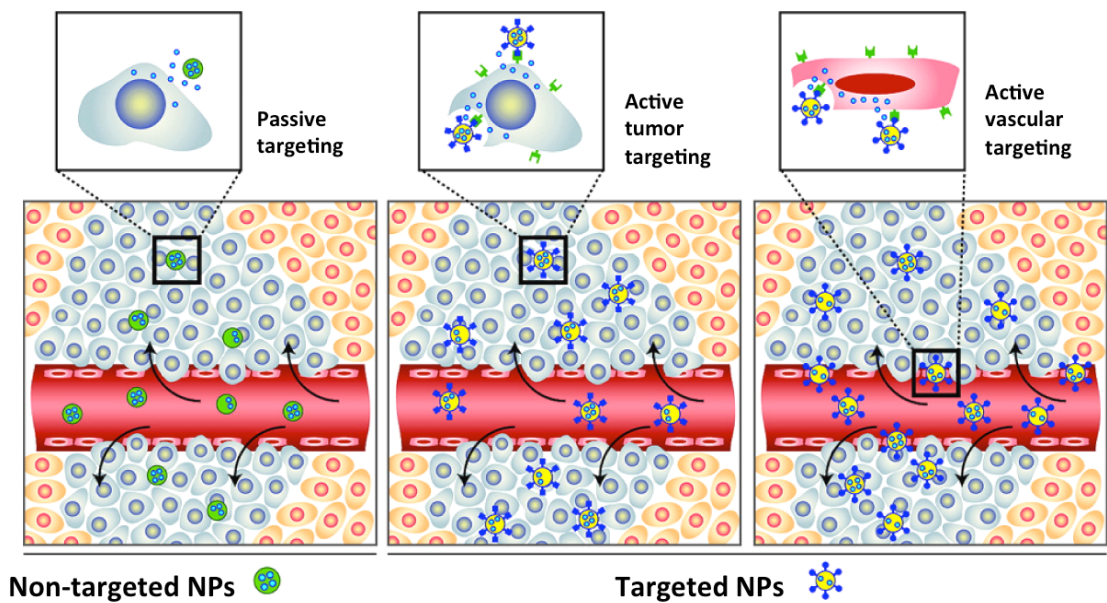 Passive
targeting
Active
tumor
targeting
Active
vascular
targeting
Non-targeted NPs
Targeted NPs